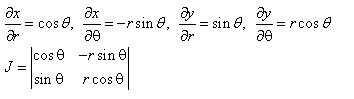 ∂x/∂r = cos θ, ∂x/∂θ = −r sin θ, ∂y/∂r = sin θ, ∂y/∂θ = r cos θ
J = |cos θ −r sin θ|
|sin θ r cos θ|